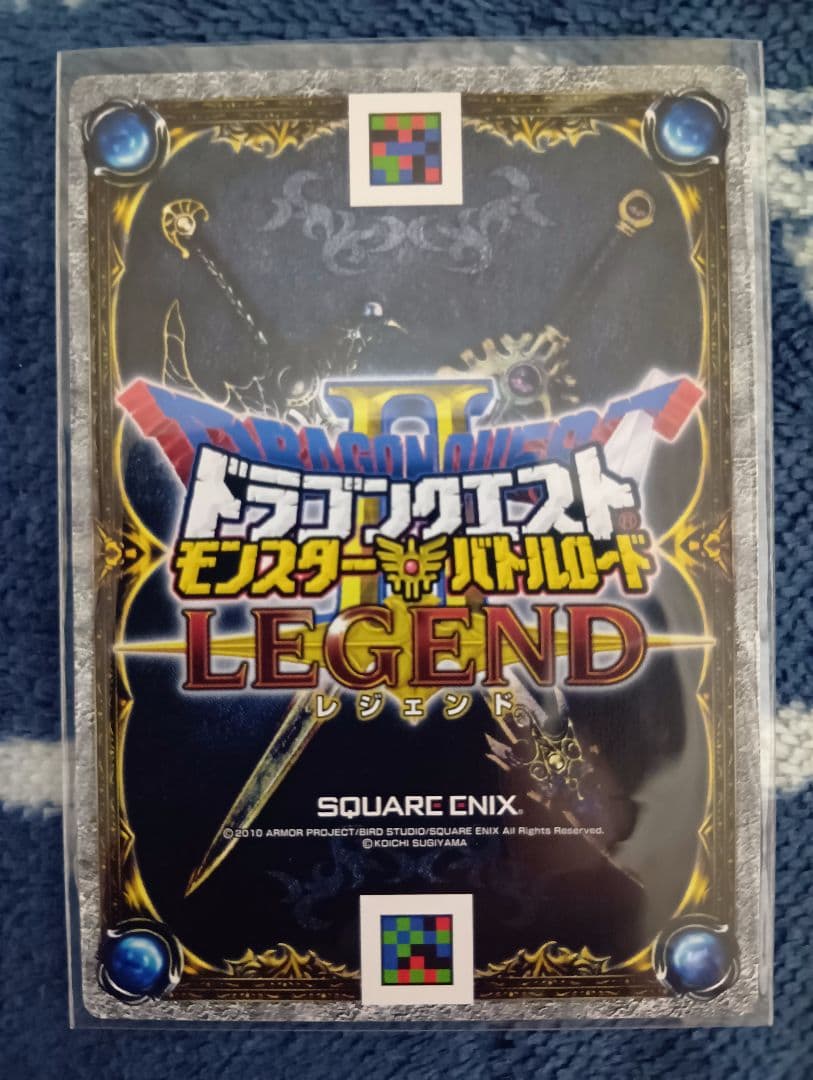 DRAGON QUEST
II
ドラゴンクエスト®
モンスターバトルロード
II
LEGEND
レジェンド
SQUARE ENIX®
©2010 ARMOR PROJECT/BIRD STUDIO/SQUARE ENIX All Rights Reserved.
©KOICHI SUGIYAMA